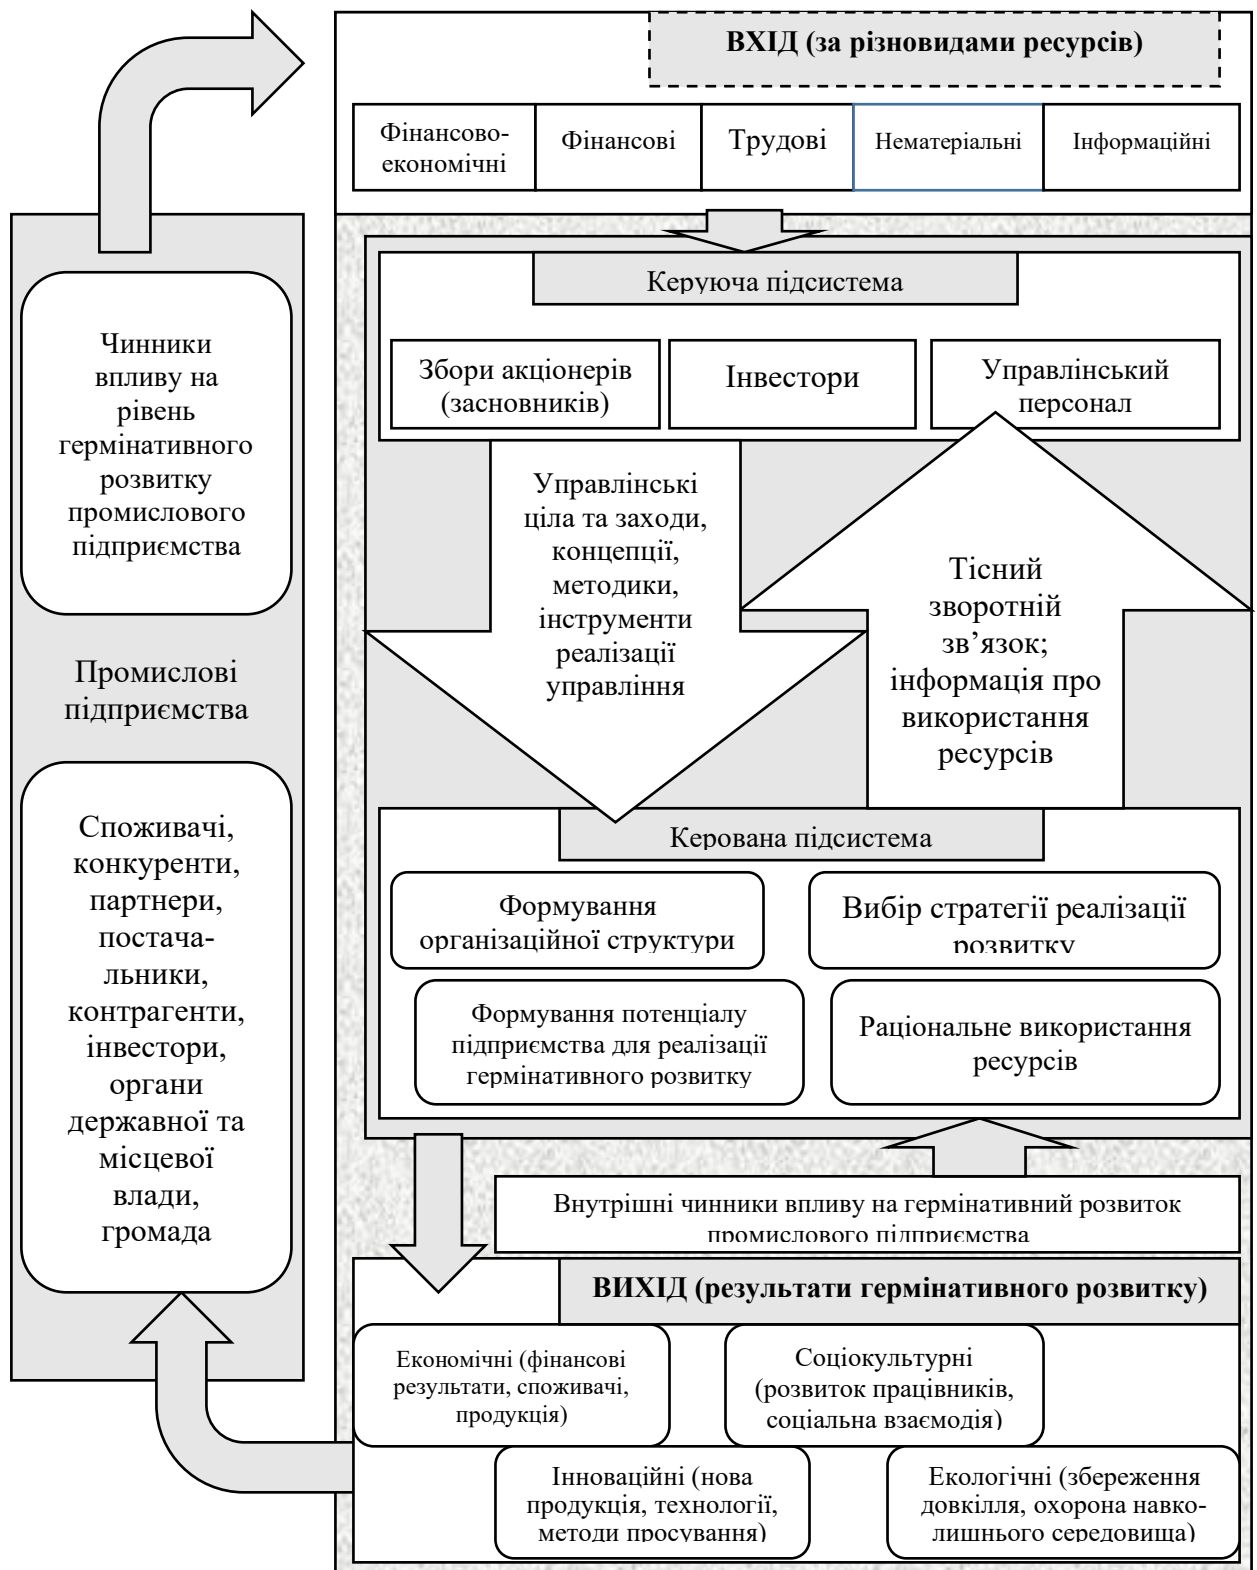 ВХІД (за різновидами ресурсів)
Фінансово-
економічні
Фінансові
Трудові
Нематеріальні
Інформаційні
Керуюча підсистема
Збори акціонерів
(засновників)
Інвестори
Управлінський
персонал
Чинники
впливу на
рівень
гермінативного
розвитку
промислового
підприємства
Промислові
підприємства
Споживачі,
конкуренти,
партнери,
постача-
льники,
контрагенти,
інвестори,
органи
державної та
місцевої
влади,
громада
Управлінські
ціла та заходи,
концепції,
методики,
інструменти
реалізації
управління
Тісний
зворотній
зв’язок;
інформація про
використання
ресурсів
Керована підсистема
Формування
організаційної структури
Вибір стратегії реалізації
розвитку
Формування потенціалу
підприємства для реалізації
гермінативного розвитку
Раціональне використання
ресурсів
Внутрішні чинники впливу на гермінативний розвиток
промислового підприємства
ВИХІД (результати гермінативного розвитку)
Економічні (фінансові
результати, споживачі,
продукція)
Соціокультурні
(розвиток працівників,
соціальна взаємодія)
Інноваційні (нова
продукція, технології,
методи просування)
Екологічні (збереження
довкілля, охорона навко-
лишнього середовища)